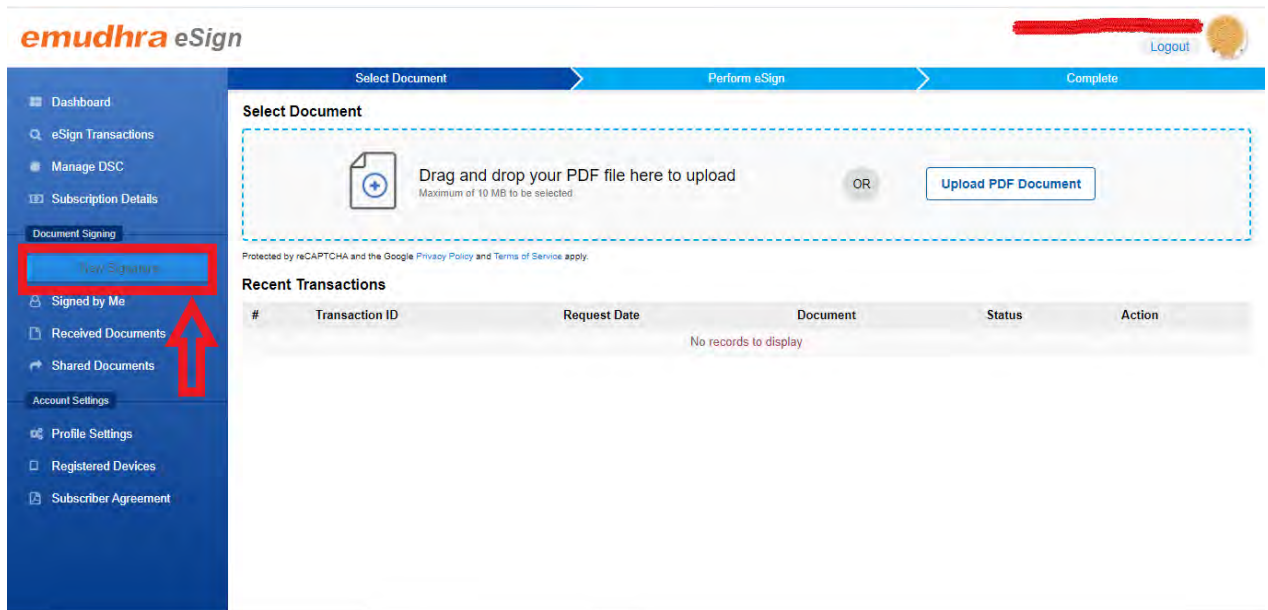 emudhra eSign
Logout
Select Document
Perform eSign
Complete
Dashboard
eSign Transactions
Manage DSC
Subscription Details
Document Signing
Signed by Me
Received Documents
Shared Documents
Account Settings
Profile Settings
Registered Devices
Subscriber Agreement
Select Document
Drag and drop your PDF file here to upload
Maximum of 10 MB to be selected
OR
Upload PDF Document
Protected by reCAPTCHA and the Google Privacy Policy and Terms of Service apply.
Recent Transactions
# Transaction ID Request Date Document Status Action
No records to display